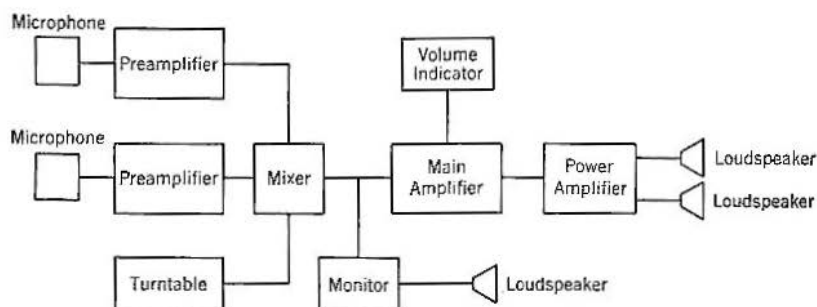 Microphone
Preamplifier
Volume
Indicator
Microphone
Preamplifier
Mixer
Main
Amplifier
Power
Amplifier
Loudspeaker
Loudspeaker
Turntable
Monitor
Loudspeaker